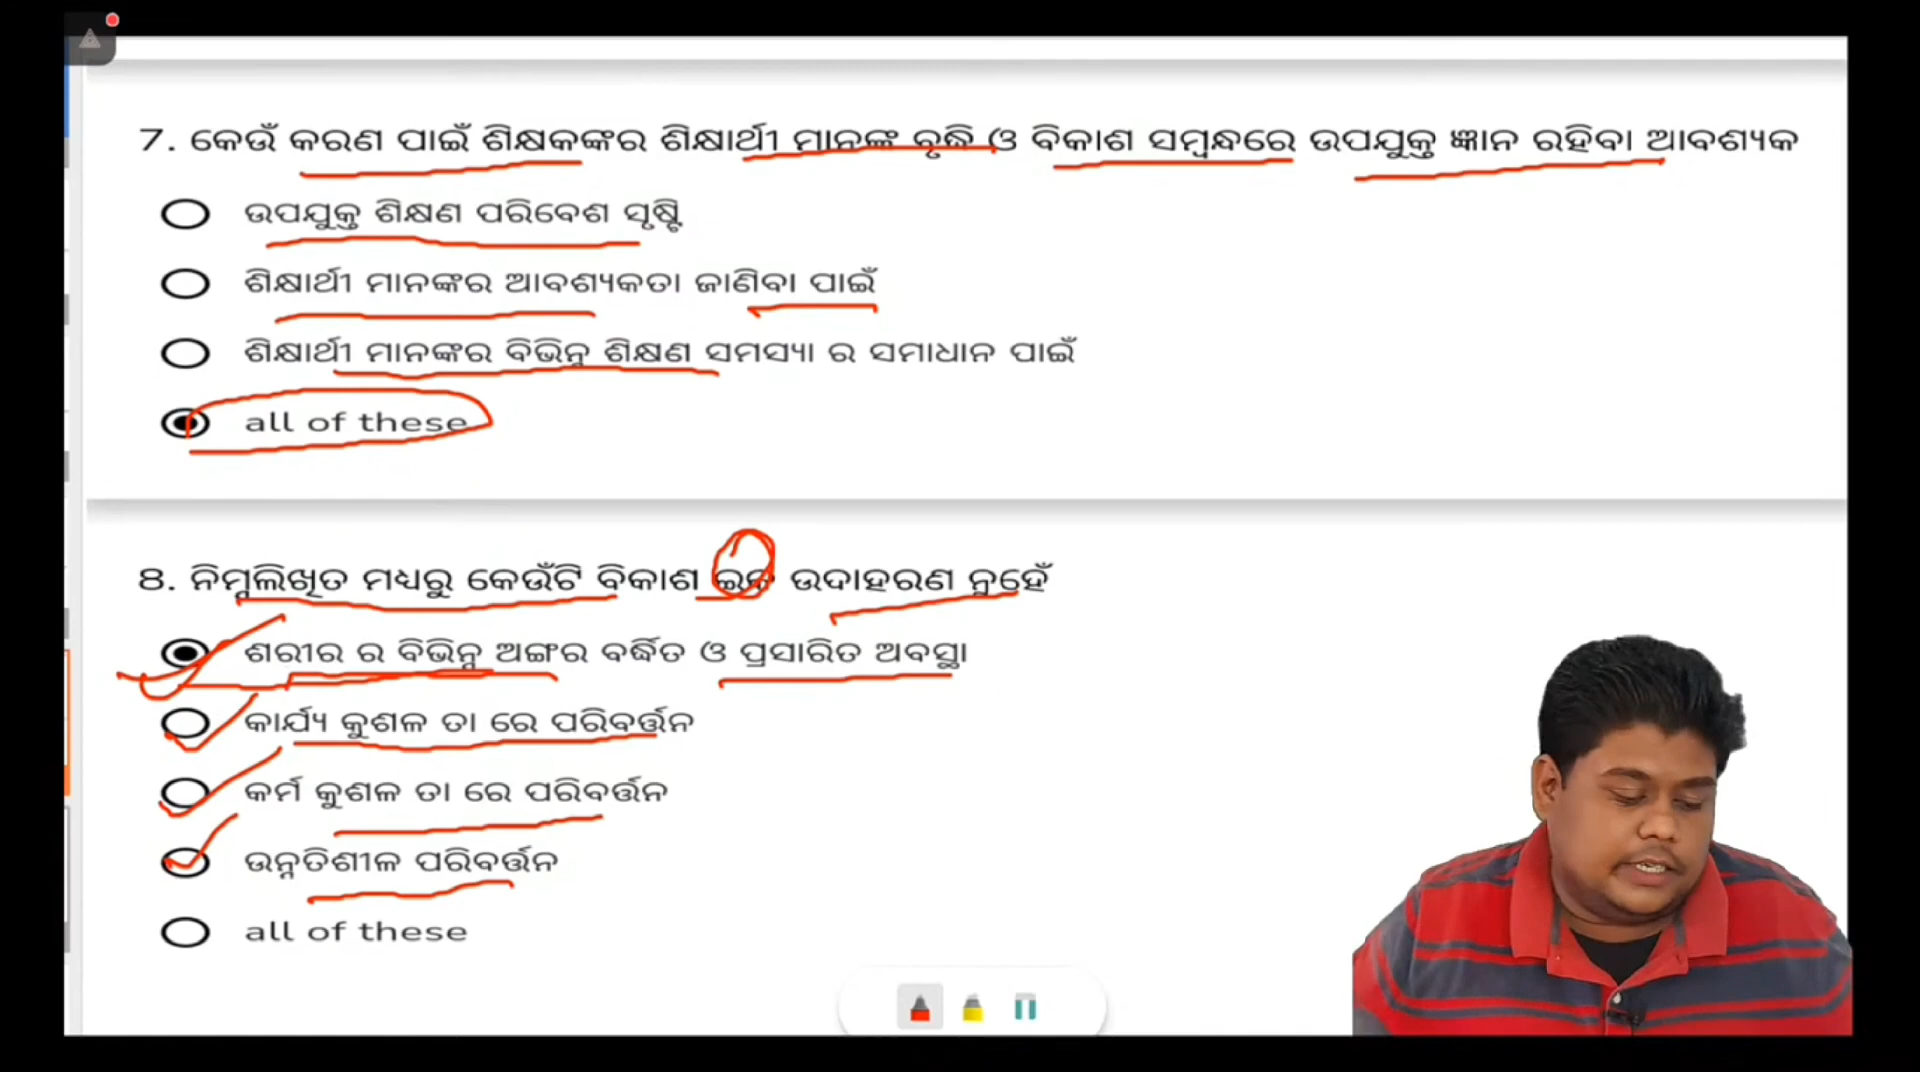 7. କେଉଁ କରଣ ପାଇଁ ଶିକ୍ଷକଙ୍କର ଶିକ୍ଷାର୍ଥୀ ମାନଙ୍କ ବୃଦ୍ଧି ଓ ବିକାଶ ସମ୍ବନ୍ଧରେ ଉପଯୁକ୍ତ ଜ୍ଞାନ ରହିବା ଆବଶ୍ୟକ
ଉପଯୁକ୍ତ ଶିକ୍ଷଣ ପରିବେଶ ସୃଷ୍ଟି
ଶିକ୍ଷାର୍ଥୀ ମାନଙ୍କର ଆବଶ୍ୟକତା ଜାଣିବା ପାଇଁ
ଶିକ୍ଷାର୍ଥୀ ମାନଙ୍କର ବିଭିନ୍ନ ଶିକ୍ଷଣ ସମସ୍ୟା ର ସମାଧାନ ପାଇଁ
all of these
8. ନିମ୍ନଲିଖିତ ମଧ୍ୟରୁ କେଉଁଟି ବିକାଶ ଉଦାହରଣ ନୁହେଁ
ଶରୀର ର ବିଭିନ୍ନ ଅଙ୍ଗର ବର୍ଦ୍ଧିତ ଓ ପ୍ରସାରିତ ଅବସ୍ଥା
କାର୍ଯ୍ୟ କୁଶଳ ତା ରେ ପରିବର୍ତ୍ତନ
କର୍ମ କୁଶଳ ତା ରେ ପରିବର୍ତ୍ତନ
ଉନ୍ନତିଶୀଳ ପରିବର୍ତ୍ତନ
all of these